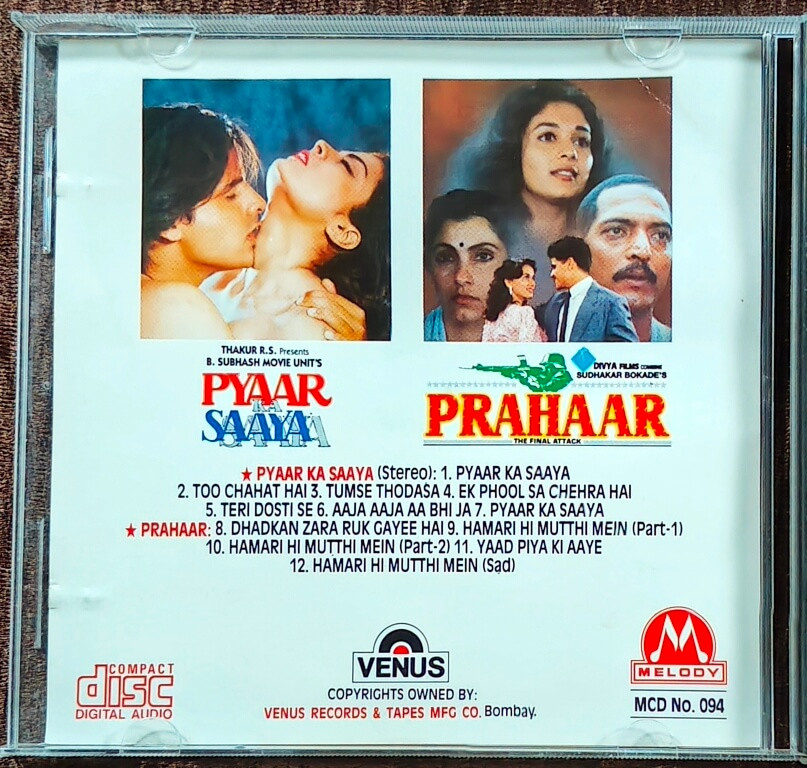 THAKUR R.S. Presents
B. SUBHASH MOVIE UNIT'S
PYAAR
KA
SAAYA
DIVYA FILMS COMBINE
SUDHAKAR BOKADE'S
PRAHAAR
THE FINAL ATTACK
★ PYAAR KA SAAYA (Stereo): 1. PYAAR KA SAAYA
2. TOO CHAHAT HAI 3. TUMSE THODASA 4. EK PHOOL SA CHEHRA HAI
5. TERI DOSTI SE 6. AAJA AAJA AA BHI JA 7. PYAAR KA SAAYA
★ PRAHAAR: 8. DHADKAN ZARA RUK GAYEE HAI 9. HAMARI HI MUTTHI MEIN (Part-1)
10. HAMARI HI MUTTHI MEIN (Part-2) 11. YAAD PIYA KI AAYE
12. HAMARI HI MUTTHI MEIN (Sad)
COMPACT
disc
DIGITAL AUDIO
VENUS
COPYRIGHTS OWNED BY:
VENUS RECORDS & TAPES MFG CO. Bombay.
MELODY
MCD No. 094